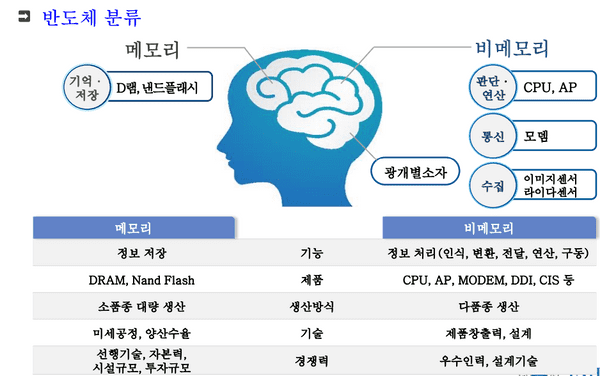 반도체 분류
메모리
비메모리
기억·
저장
D램, 낸드플래시
판단·
연산
CPU, AP
통신
모뎀
수집
이미지센서
라이다센서
광개별소자
메모리
비메모리
정보 저장
기능
정보 처리(인식, 변환, 전달, 연산, 구동)
DRAM, Nand Flash
제품
CPU, AP, MODEM, DDI, CIS 등
소품종 대량 생산
생산방식
다품종 생산
미세공정, 양산수율
기술
제품창출력, 설계
선행기술, 자본력,
시설규모, 투자규모
경쟁력
우수인력, 설계기술